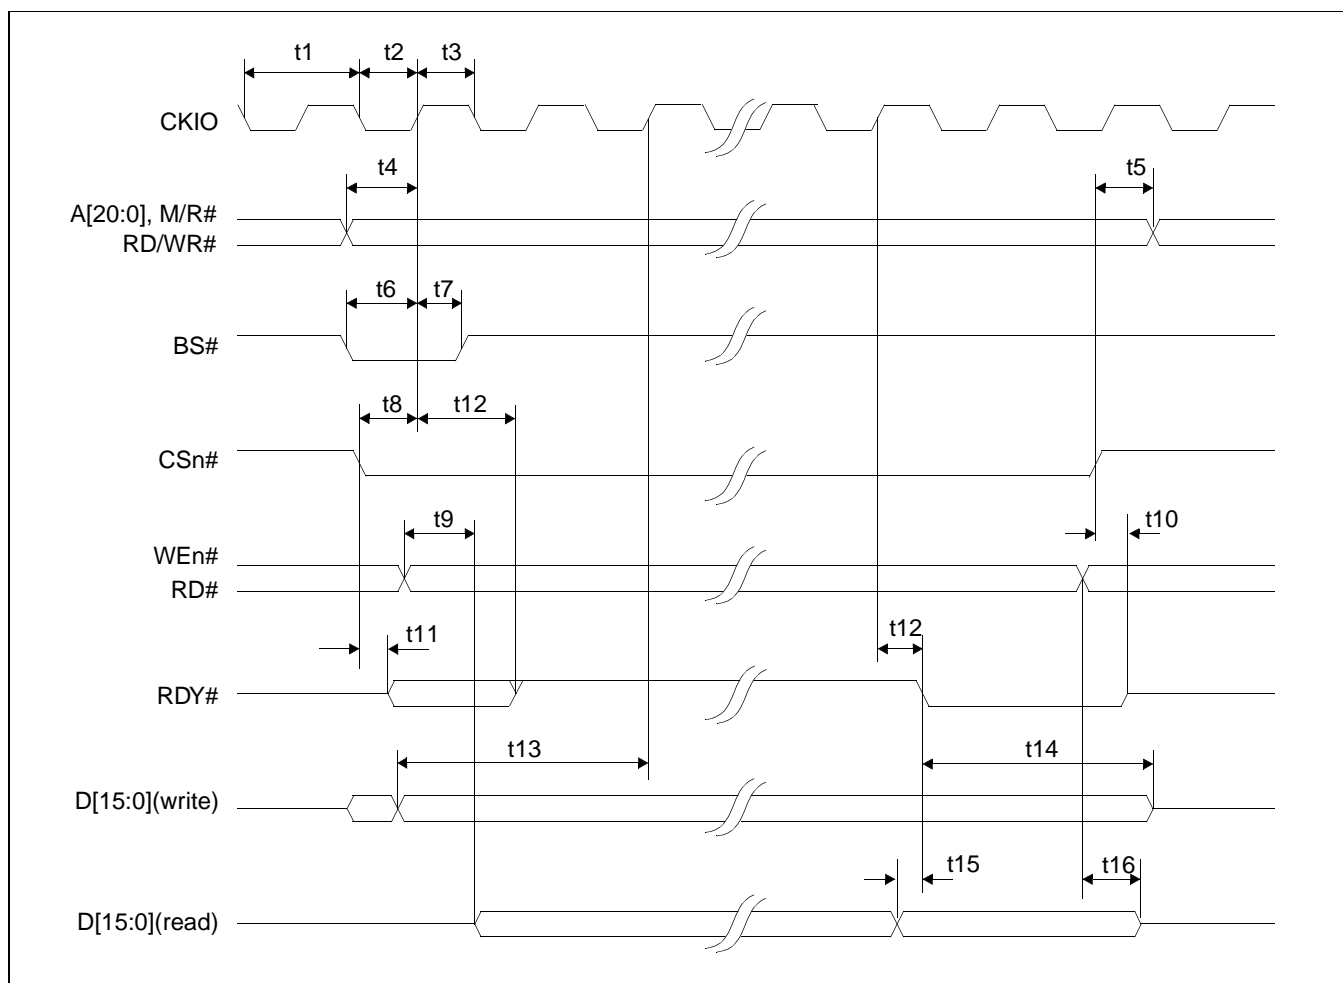 t1 t2 t3
CKIO
t4 t5
A[20:0], M/R#
RD/WR#
t6 t7
BS#
t8 t12
CSn#
t9 t10
WEn#
RD#
t11 t12
RDY#
t13 t14
D[15:0](write)
t15 t16
D[15:0](read)